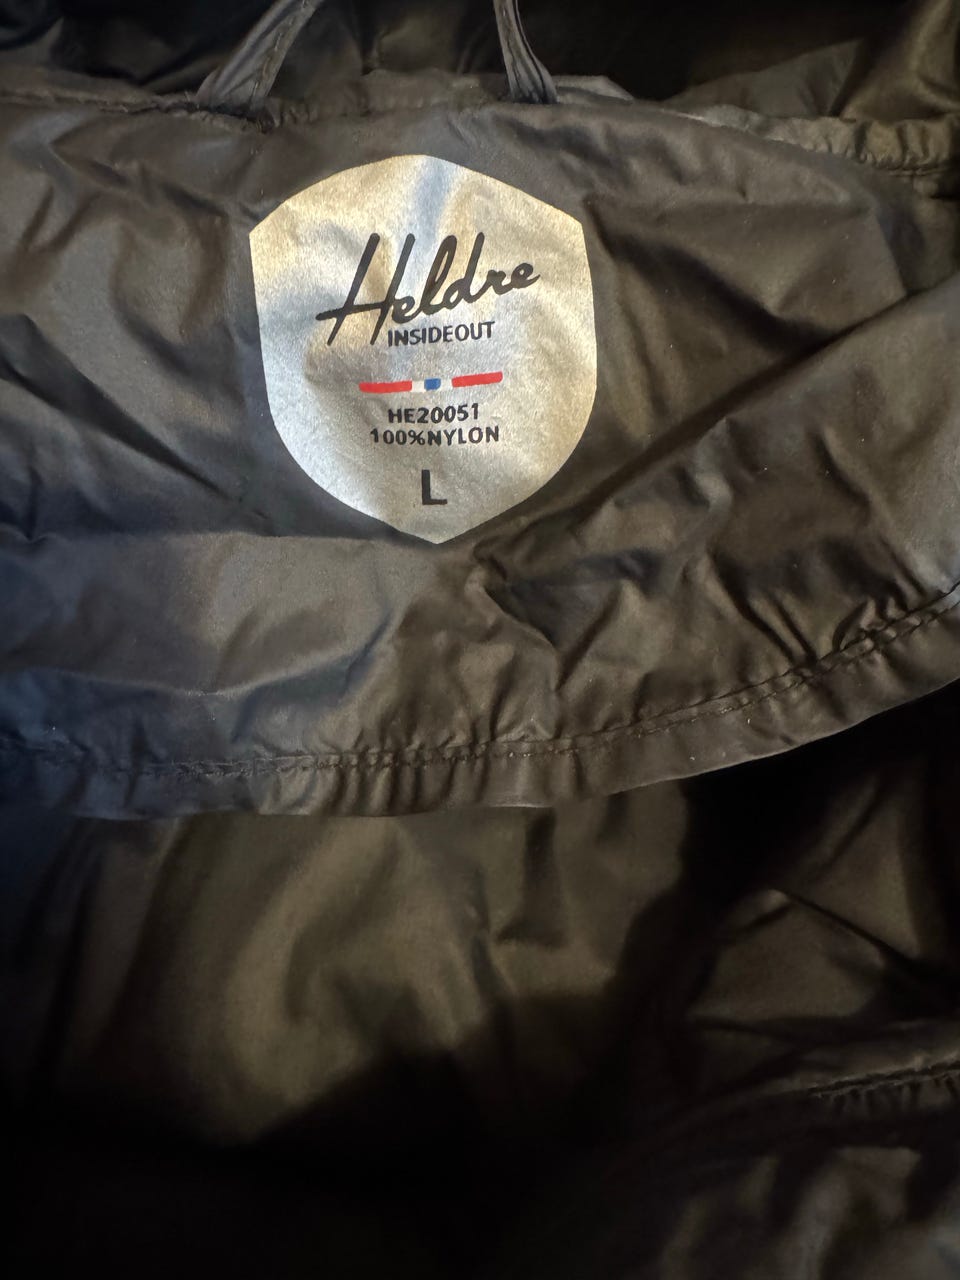 Heldre
INSIDEOUT
HE20051
100%NYLON
L